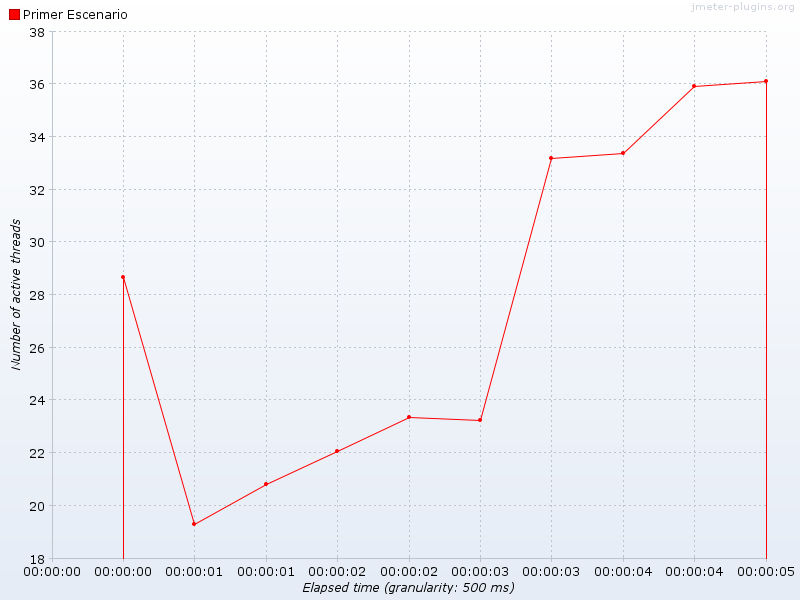 jmeter-plugins.org
Primer Escenario
38
36
34
32
30
28
26
24
22
20
18
Number of active threads
00:00:00 00:00:00 00:00:01 00:00:01 00:00:02 00:00:02 00:00:03 00:00:03 00:00:04 00:00:04 00:00:05
Elapsed time (granularity: 500 ms)